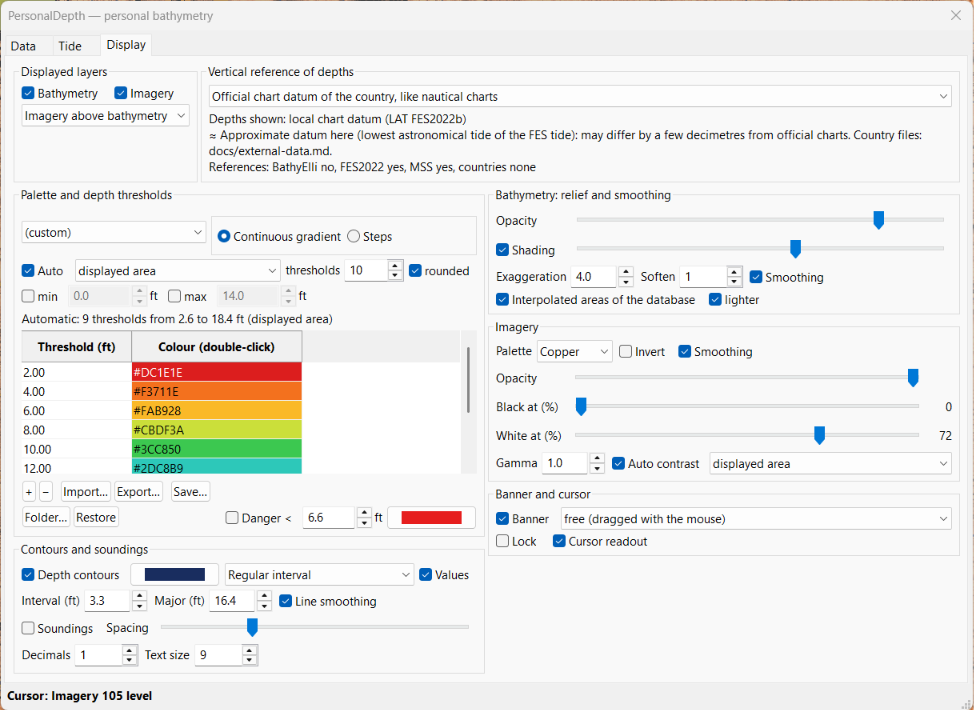 PersonalDepth — personal bathymetry
Data Tide Display
Displayed layers
Bathymetry Imagery
Imagery above bathymetry
Vertical reference of depths
Official chart datum of the country, like nautical charts
Depths shown: local chart datum (LAT FES2022b)
≈ Approximate datum here (lowest astronomical tide of the FES tide): may differ by a few decimetres from official charts. Country files:
docs/external-data.md.
References: BathyElli no, FES2022 yes, MSS yes, countries none
Palette and depth thresholds
(custom) Continuous gradient Steps
Auto displayed area thresholds 10 rounded
min 0.0 ft max 14.0 ft
Automatic: 9 thresholds from 2.6 to 18.4 ft (displayed area)
Threshold (ft) Colour (double-click)
2.00 #DC1E1E
4.00 #F3711E
6.00 #FAB928
8.00 #CBDF3A
10.00 #3CC850
12.00 #2DC8B9
+ − Import... Export... Save...
Folder... Restore Danger < 6.6 ft
Contours and soundings
Depth contours Regular interval Values
Interval (ft) 3.3 Major (ft) 16.4 Line smoothing
Soundings Spacing
Decimals 1 Text size 9
Bathymetry: relief and smoothing
Opacity
Shading
Exaggeration 4.0 Soften 1 Smoothing
Interpolated areas of the database lighter
Imagery
Palette Copper Invert Smoothing
Opacity
Black at (%) 0
White at (%) 72
Gamma 1.0 Auto contrast displayed area
Banner and cursor
Banner free (dragged with the mouse)
Lock Cursor readout
Cursor: Imagery 105 level